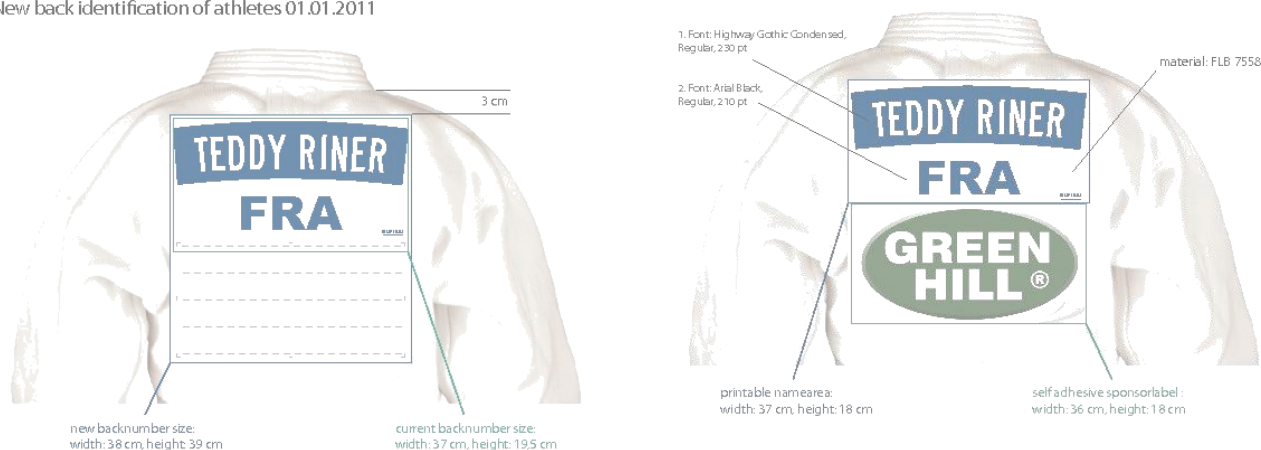 New back identification of athletes 01.01.2011
3 cm
TEDDY RINER
FRA
new backnumber size:
width: 38 cm, height: 39 cm
current backnumber size:
width: 37 cm, height: 19,5 cm
1. Font: Highway Gothic Condensed,
Regular, 230 pt
2. Font: Arial Black,
Regular, 210 pt
material: FLB 7558
TEDDY RINER
FRA
GREEN
HILL ®
printable namearea:
width: 37 cm, height: 18 cm
self adhesive sponsorlabel :
width: 36 cm, height: 18 cm